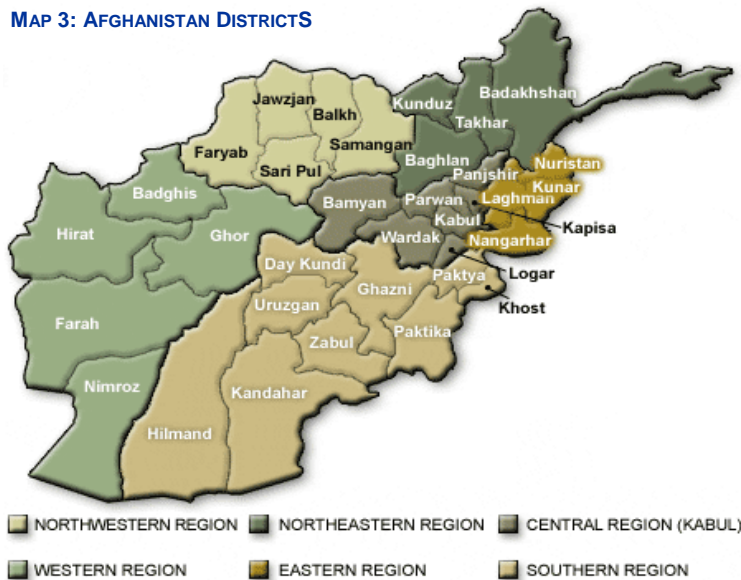 MAP 3: AFGHANISTAN DISTRICTS
Badakhshan
Jawzjan
Kunduz
Balkh
Takhar
Samangan
Faryab
Baghlan
Nuristan
Sari Pul
Panjshir
Kunar
Badghis
Bamyan
Parwan
Laghman
Kabul
Kapisa
Hirat
Ghor
Wardak
Nangarhar
Day Kundi
Logar
Paktya
Ghazni
Uruzgan
Khost
Farah
Paktika
Zabul
Nimroz
Kandahar
Hilmand
NORTHWESTERN REGION NORTHEASTERN REGION CENTRAL REGION (KABUL)
WESTERN REGION EASTERN REGION SOUTHERN REGION